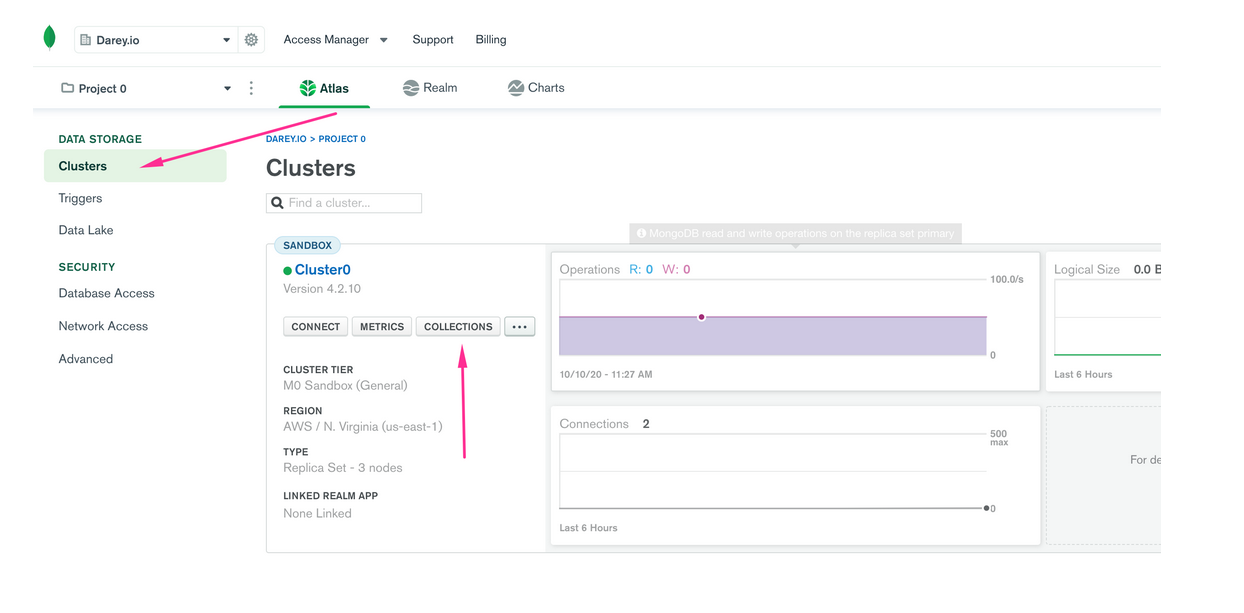 Darey.io
Access Manager
Support
Billing
Project 0
Atlas
Realm
Charts
DATA STORAGE
Clusters
Triggers
Data Lake
SECURITY
Database Access
Network Access
Advanced
DAREY.IO > PROJECT 0
Clusters
Find a cluster...
MongoDB read and write operations on the replica set primary
SANDBOX
Cluster0
Version 4.2.10
CONNECT
METRICS
COLLECTIONS
CLUSTER TIER
M0 Sandbox (General)
REGION
AWS / N. Virginia (us-east-1)
TYPE
Replica Set - 3 nodes
LINKED REALM APP
None Linked
Operations R: 0 W: 0
100.0/s
0
10/10/20 - 11:27 AM
Logical Size 0.0 B
Last 6 Hours
Connections 2
500
max
0
Last 6 Hours
For de